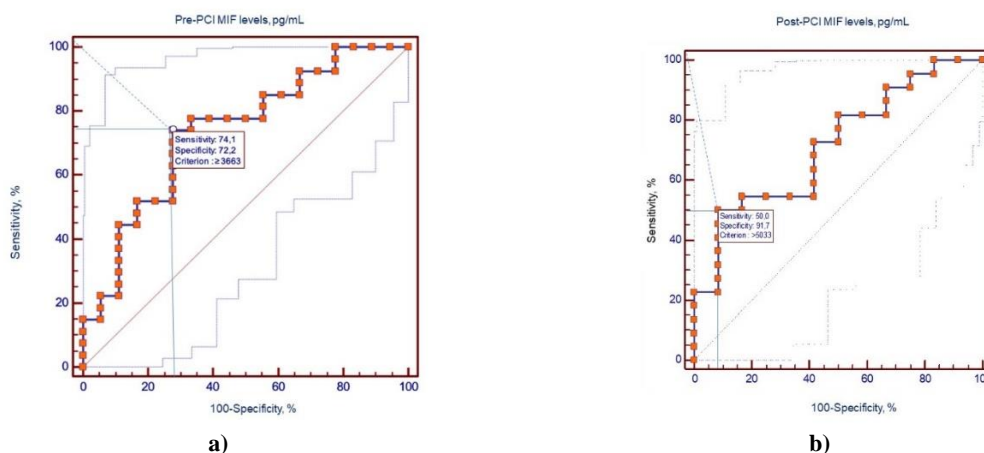 Pre-PCI MIF levels, pg/mL
100
80
60
40
20
0
Sensitivity, %
Sensitivity: 74,1
Specificity: 72,2
Criterion : ≥3663
0 20 40 60 80 100
100-Specificity, %
a)
Post-PCI MIF levels, pg/mL
100
80
60
40
20
0
Sensitivity, %
Sensitivity: 50,0
Specificity: 91,7
Criterion : >5033
0 20 40 60 80 100
100-Specificity, %
b)